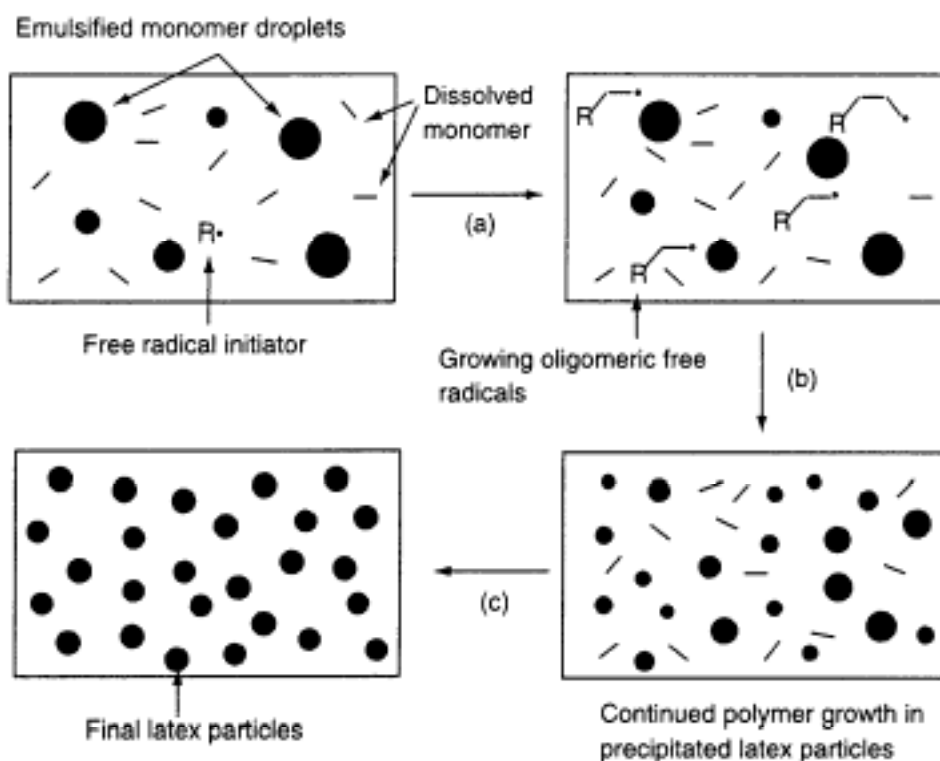 Emulsified monomer droplets
Dissolved
monomer
R•
Free radical initiator
(a)
R
R
R
R
Growing oligomeric free
radicals
(b)
Continued polymer growth in
precipitated latex particles
(c)
Final latex particles